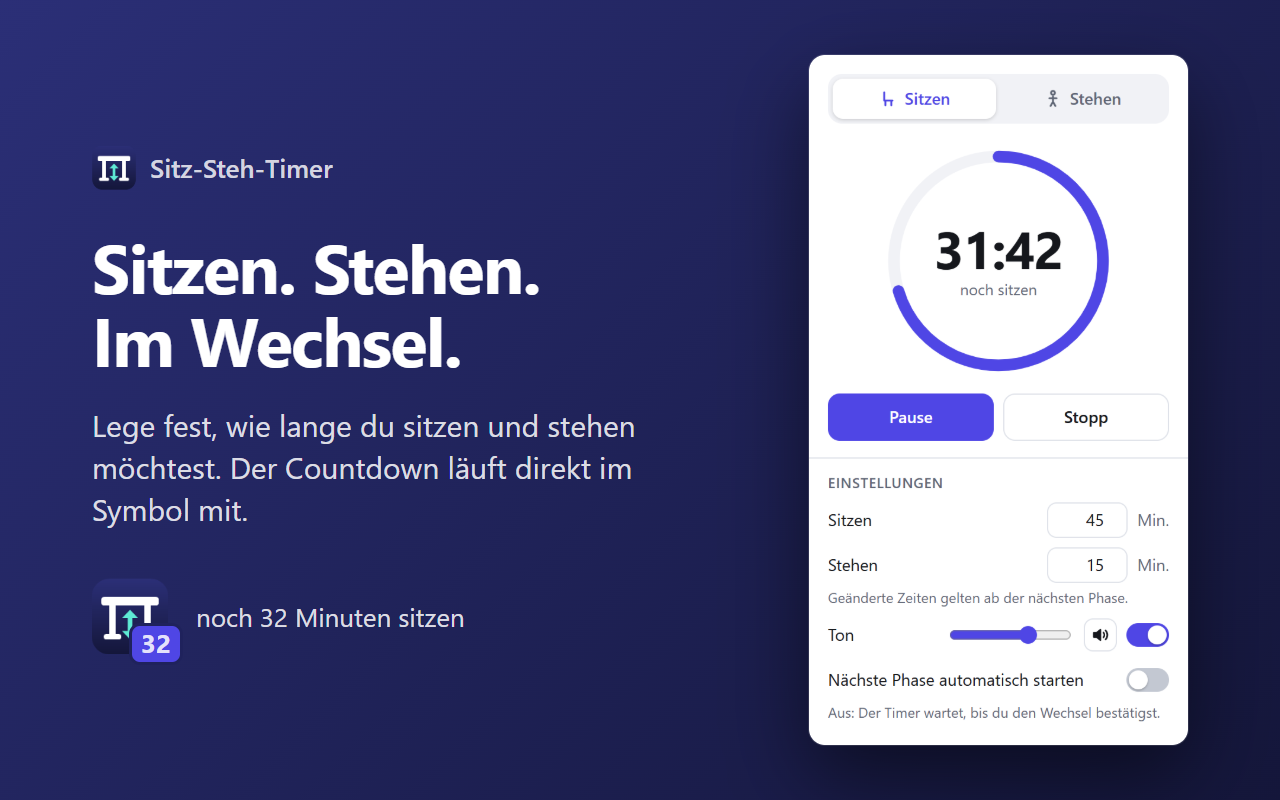 Sitz-Steh-Timer
Sitzen. Stehen.
Im Wechsel.
Lege fest, wie lange du sitzen und stehen
möchtest. Der Countdown läuft direkt im
Symbol mit.
32
noch 32 Minuten sitzen
Sitzen
Stehen
31:42
noch sitzen
Pause
Stopp
EINSTELLUNGEN
Sitzen 45 Min.
Stehen 15 Min.
Geänderte Zeiten gelten ab der nächsten Phase.
Ton
Nächste Phase automatisch starten
Aus: Der Timer wartet, bis du den Wechsel bestätigst.